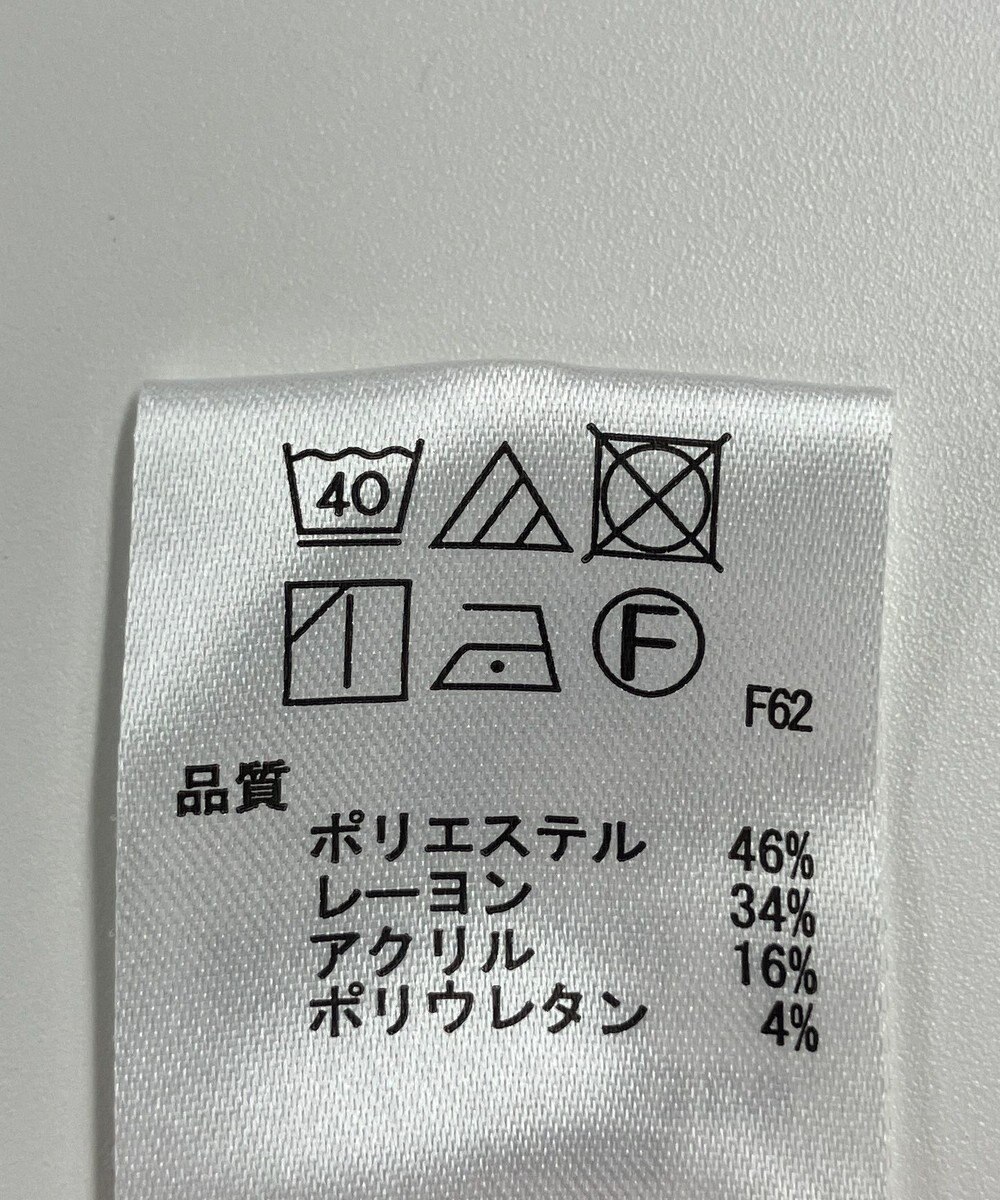 40
F
F62
品質
ポリエステル 46%
レーヨン 34%
アクリル 16%
ポリウレタン 4%